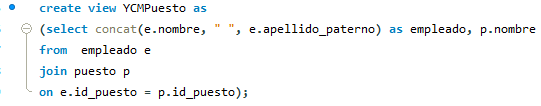 create view YCMPuesto as
(select concat(e.nombre, " ", e.apellido_paterno) as empleado, p.nombre
from  empleado e
join puesto p
on e.id_puesto = p.id_puesto);